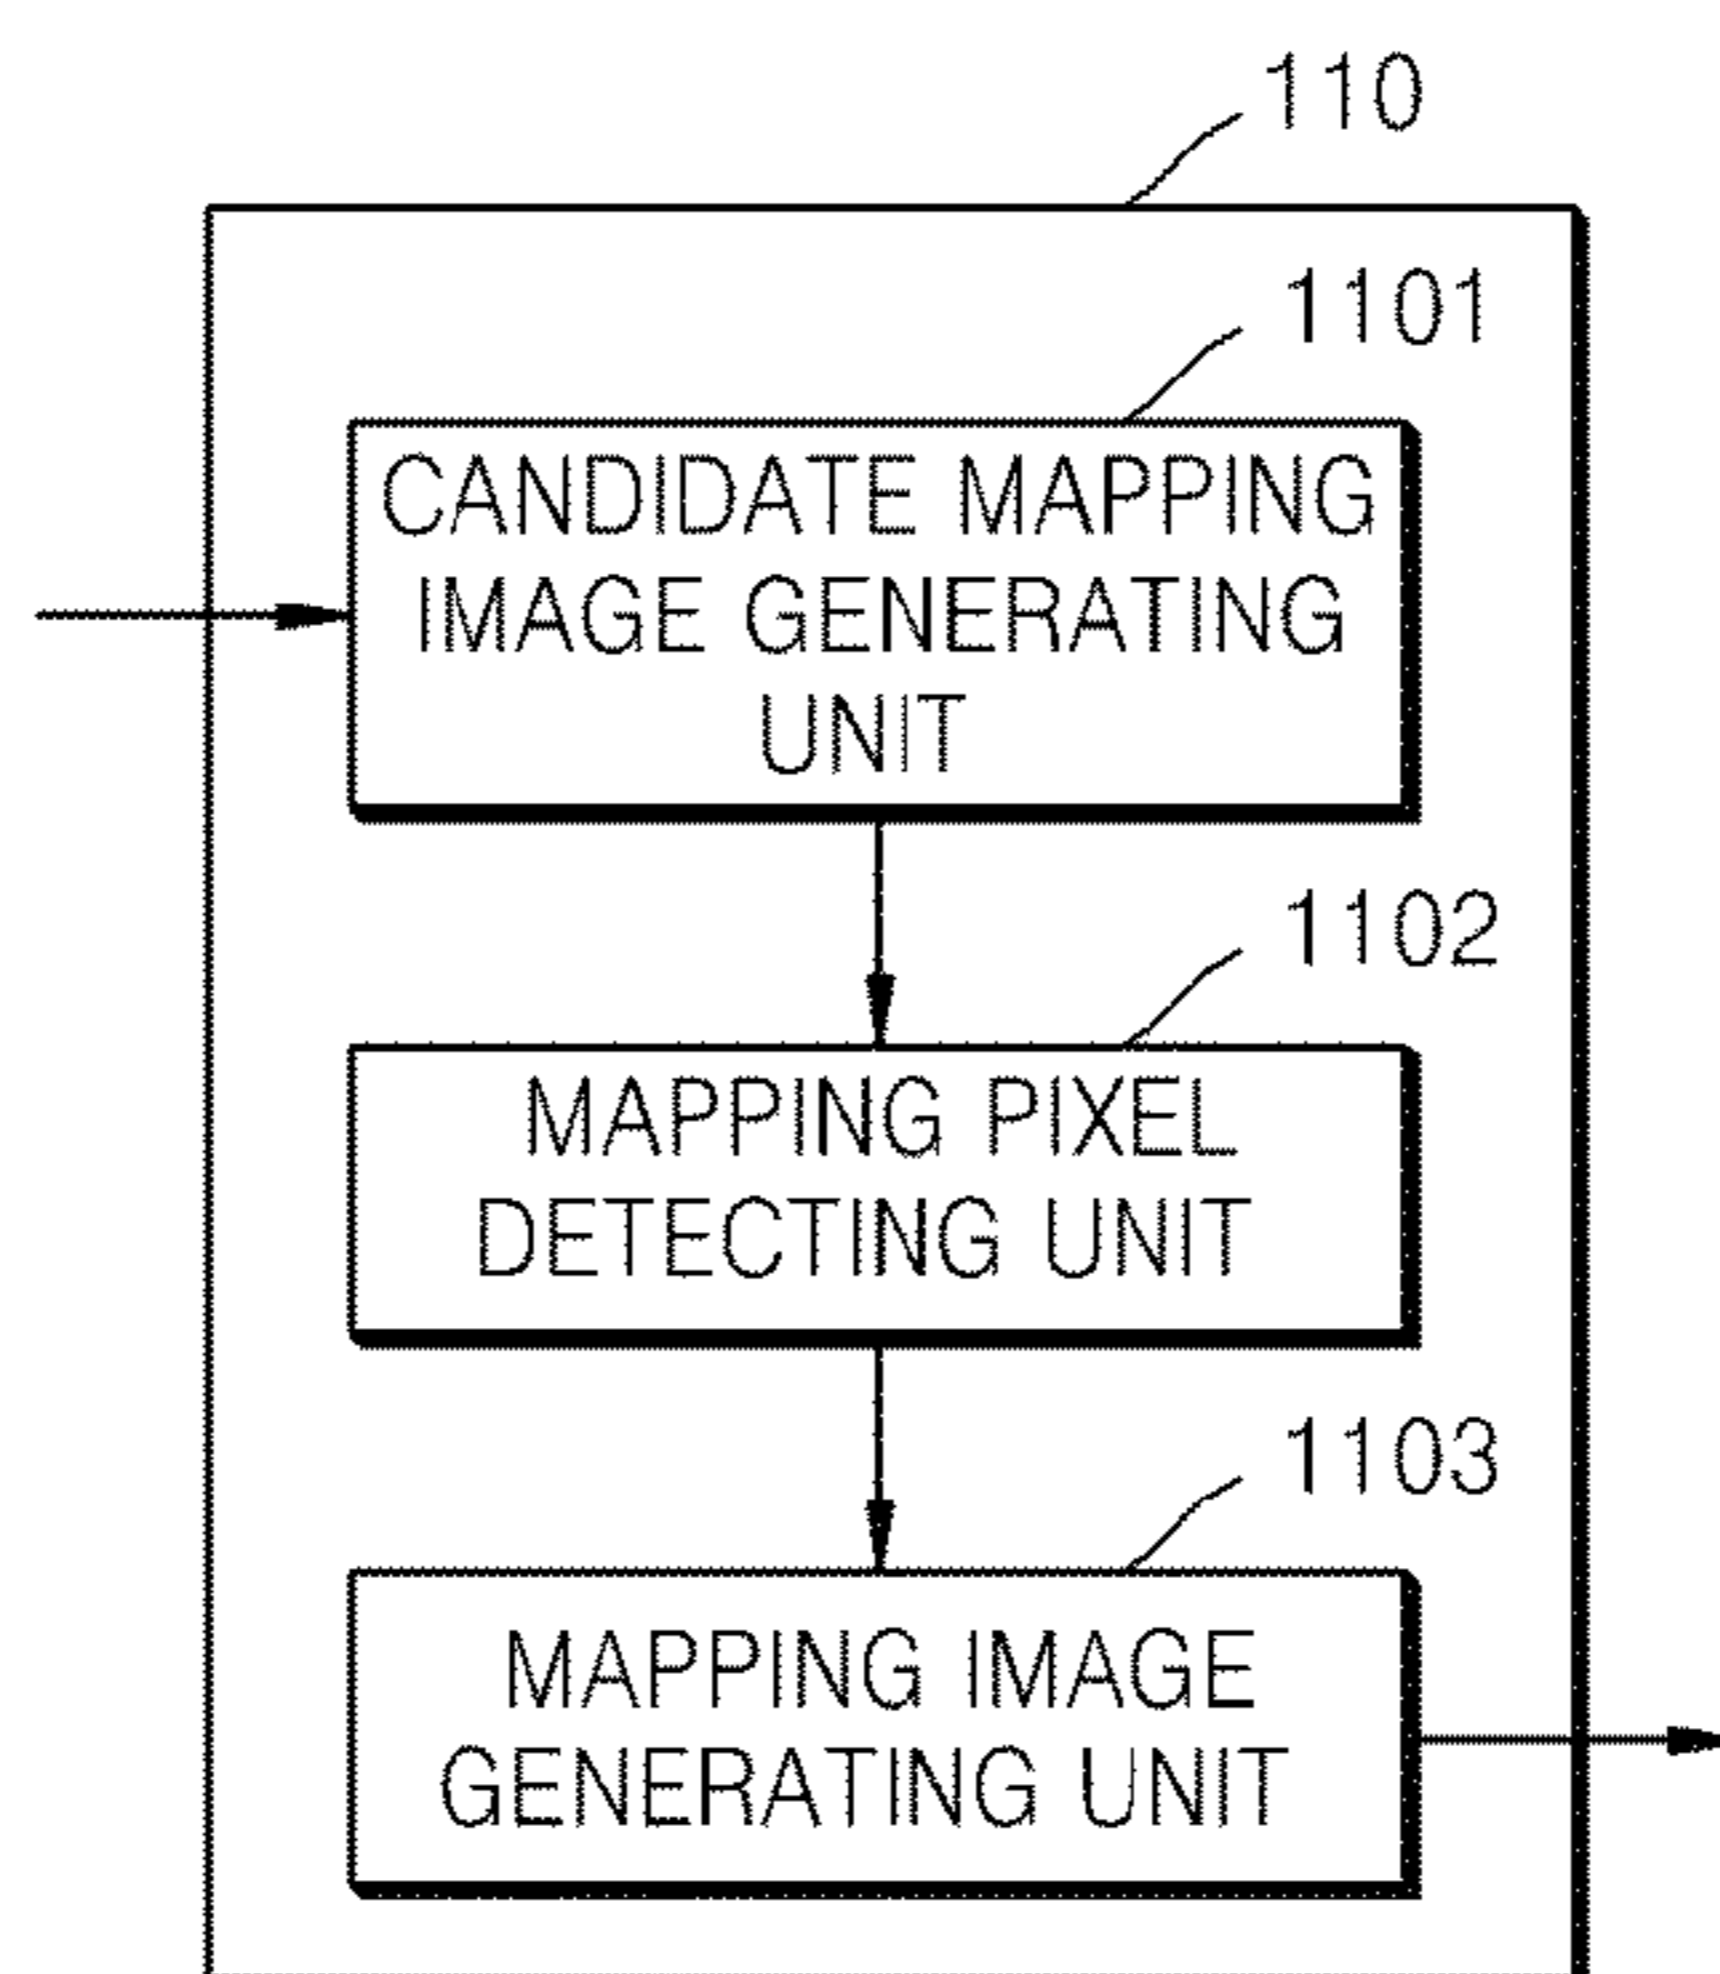 110
1101
CANDIDATE MAPPING
IMAGE GENERATING
UNIT
1102
MAPPING PIXEL
DETECTING UNIT
1103
MAPPING IMAGE
GENERATING UNIT